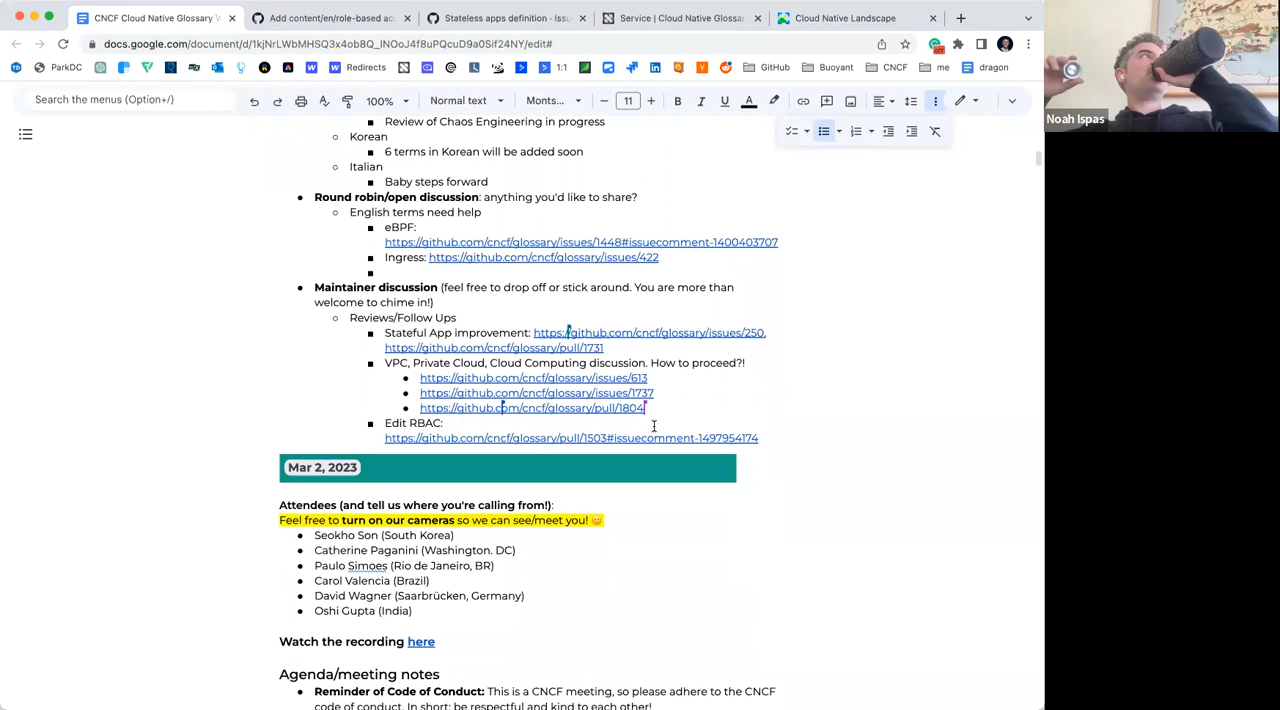 CNCF Cloud Native Glossary
Add content/en/role-based acc
Stateless apps definition · Issu
Service | Cloud Native Glossar
Cloud Native Landscape
docs.google.com/document/d/1kjNrLWbMHSQ3x4ob8Q_INOoJ4f8uPQcuD9a0Sif24NY/edit#
ParkDC
Redirects
1:1
GitHub
Buoyant
CNCF
me
dragon
Search the menus (Option+/)
100%
Normal text
Monts...
11
Review of Chaos Engineering in progress
Korean
6 terms in Korean will be added soon
Italian
Baby steps forward
Round robin/open discussion: anything you'd like to share?
English terms need help
eBPF:
https://github.com/cncf/glossary/issues/1448#issuecomment-1400403707
Ingress: https://github.com/cncf/glossary/issues/422
Maintainer discussion (feel free to drop off or stick around. You are more than
welcome to chime in!)
Reviews/Follow Ups
Stateful App improvement: https://github.com/cncf/glossary/issues/250,
https://github.com/cncf/glossary/pull/1731
VPC, Private Cloud, Cloud Computing discussion. How to proceed?!
https://github.com/cncf/glossary/issues/613
https://github.com/cncf/glossary/issues/1737
https://github.com/cncf/glossary/pull/1804
Edit RBAC:
https://github.com/cncf/glossary/pull/1503#issuecomment-1497954174
Mar 2, 2023
Attendees (and tell us where you're calling from!):
Feel free to turn on our cameras so we can see/meet you! 😀
Seokho Son (South Korea)
Catherine Paganini (Washington. DC)
Paulo Simoes (Rio de Janeiro, BR)
Carol Valencia (Brazil)
David Wagner (Saarbrücken, Germany)
Oshi Gupta (India)
Watch the recording here
Agenda/meeting notes
Reminder of Code of Conduct: This is a CNCF meeting, so please adhere to the CNCF
code of conduct. In short: be respectful and kind to each other!
Noah Ispas